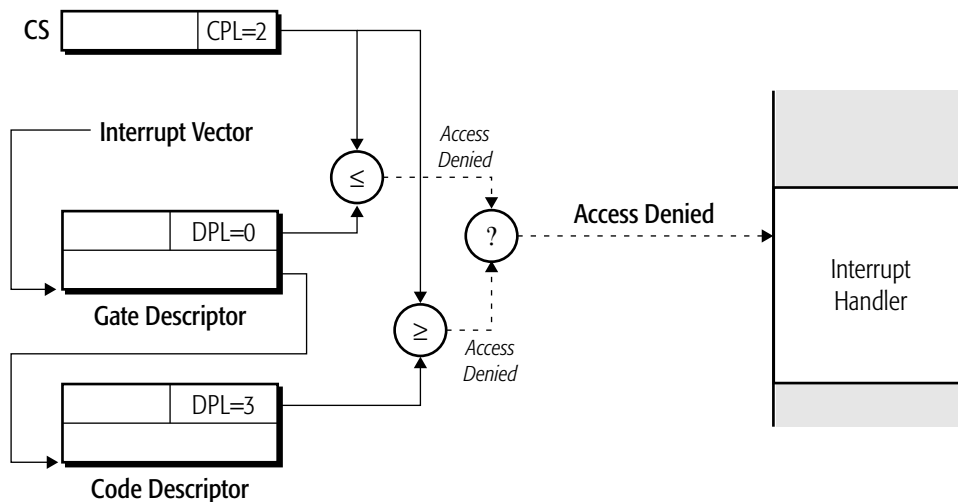 CS
CPL=2
Interrupt Vector
Access
Denied
≤
DPL=0
?
Access Denied
Interrupt
Handler
Gate Descriptor
≥
Access
Denied
DPL=3
Code Descriptor